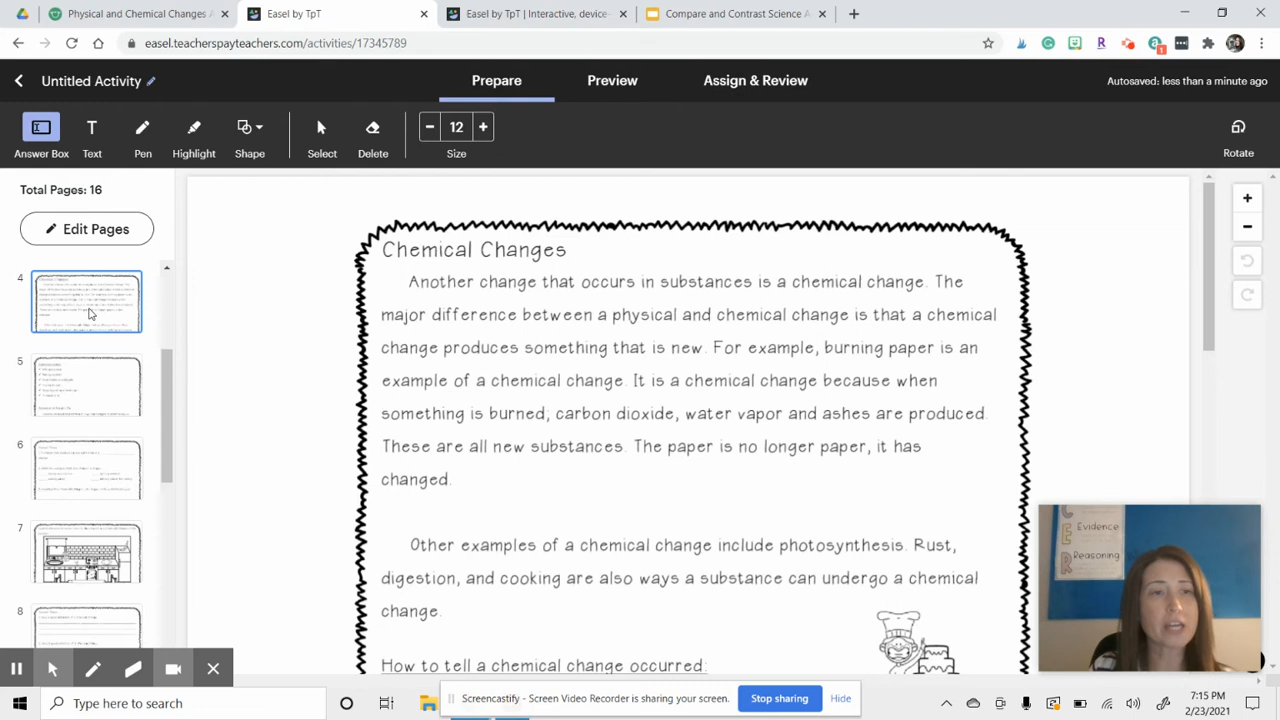 Physical and Chemical Changes A
Easel by TpT
Easel by TpT | Interactive, device-
Compare and Contrast Science A
easel.teacherspayteachers.com/activities/17345789
1
Untitled Activity
Prepare
Preview
Assign & Review
Autosaved: less than a minute ago
12
Answer Box
Text
Pen
Highlight
Shape
Select
Delete
Size
Rotate
Total Pages: 16
Edit Pages
4
5
6
7
8
Chemical Changes
Another change that occurs in substances is a chemical change. The
major difference between a physical and chemical change is that a chemical
change produces something that is new. For example, burning paper is an
example of a chemical change. It is a chemical change because when
something is burned; carbon dioxide, water vapor and ashes are produced.
These are all new substances. The paper is no longer paper, it has
changed.
Other examples of a chemical change include photosynthesis. Rust,
digestion, and cooking are also ways a substance can undergo a chemical
change.
How to tell a chemical change occurred:
C E R
Evidence
Reasoning
Type here to search
Screencastify - Screen Video Recorder is sharing your screen.
Stop sharing
Hide
7:15 PM
2/23/2021